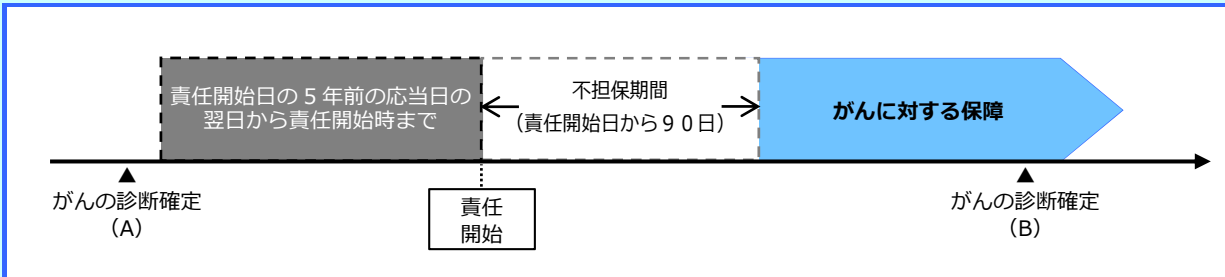 責任開始日の５年前の応当日の
翌日から責任開始時まで
不担保期間
（責任開始日から９０日）
がんに対する保障
▲
がんの診断確定
（A）
責任
開始
▲
がんの診断確定
（B）